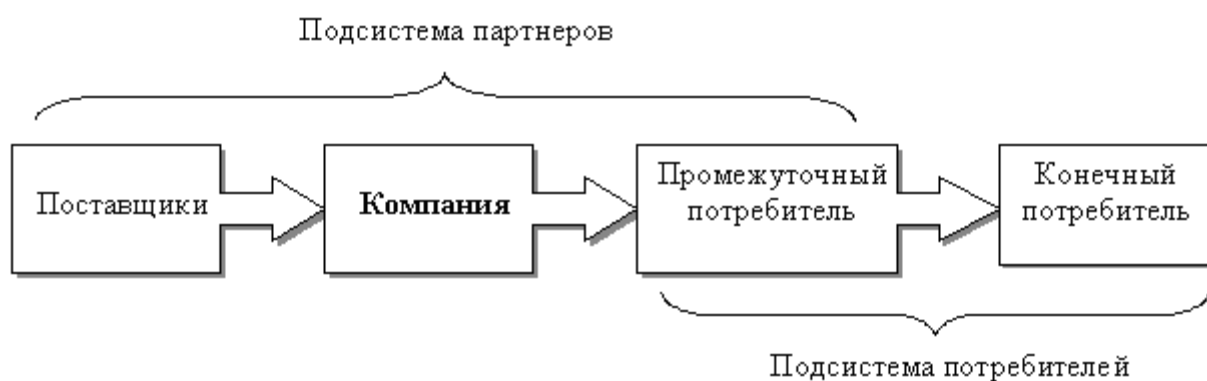 Подсистема партнеров
Поставщики
Компания
Промежуточный
потребитель
Конечный
потребитель
Подсистема потребителей